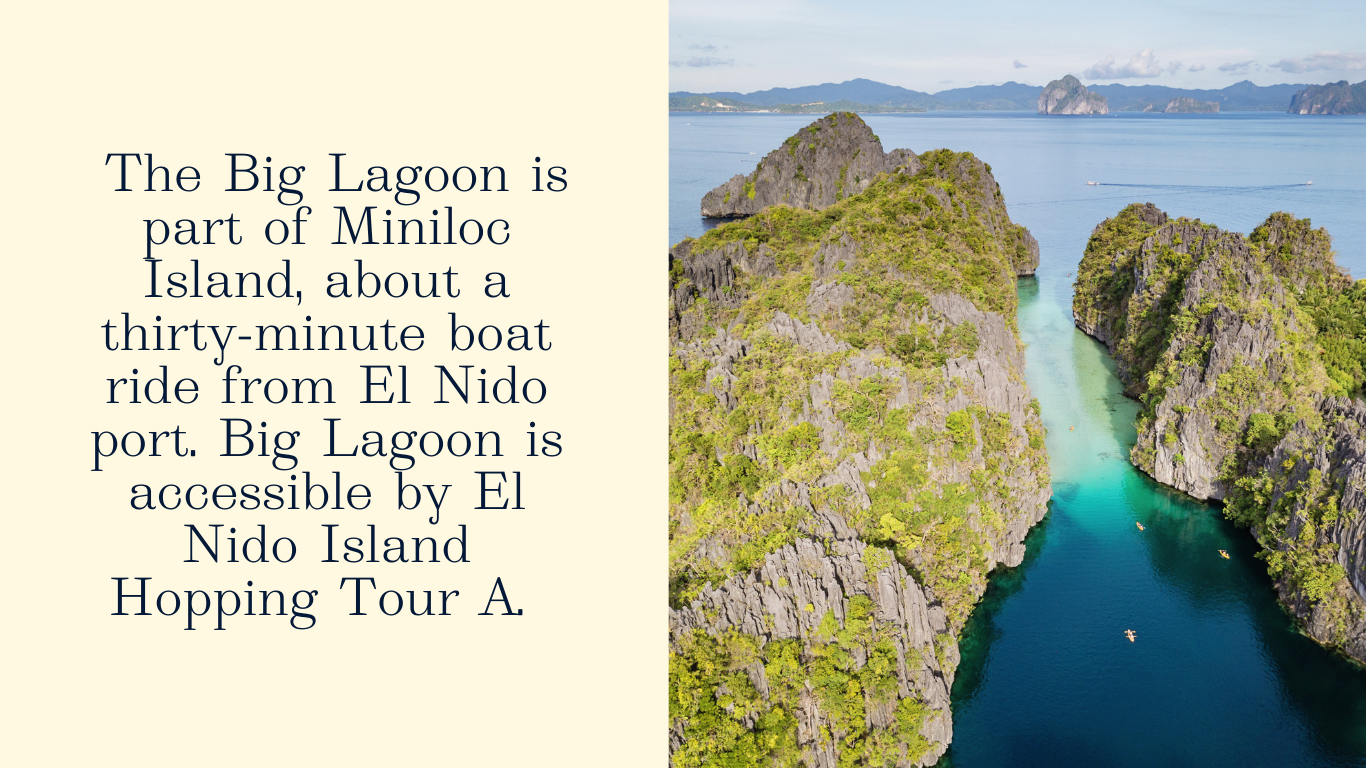 The Big Lagoon is
part of Miniloc
Island, about a
thirty-minute boat
ride from El Nido
port. Big Lagoon is
accessible by El
Nido Island
Hopping Tour A.